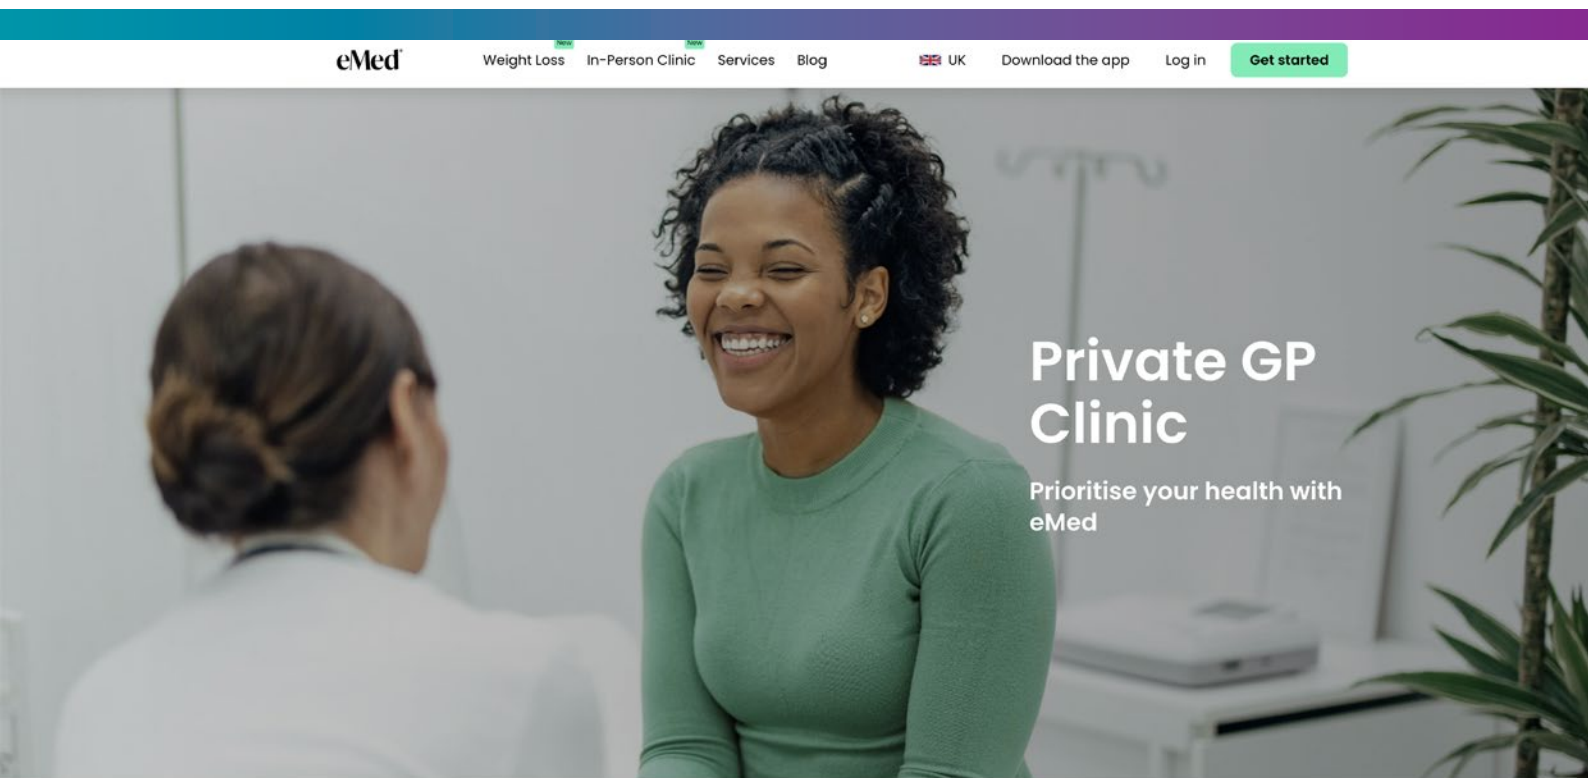 New
New
eMed
Weight Loss
In-Person Clinic
Services
Blog
UK
Download the app
Log in
Get started
Private GP
Clinic
Prioritise your health with
eMed